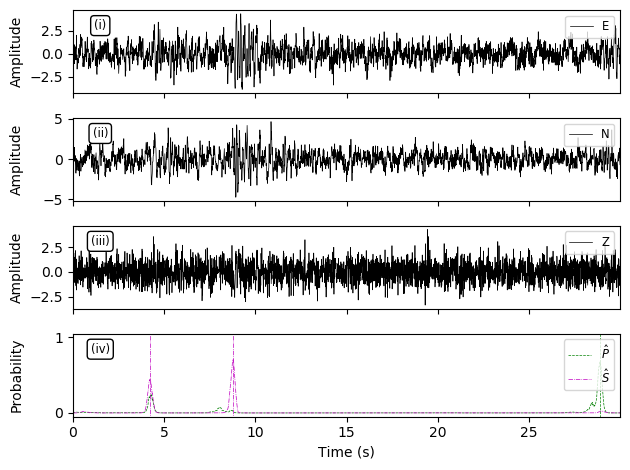 (i)
E
2.5
0.0
−2.5
Amplitude
(ii)
N
5
0
−5
Amplitude
(iii)
Z
2.5
0.0
−2.5
Amplitude
(iv)
P̂
Ŝ
1
0
Probability
0 5 10 15 20 25
Time (s)